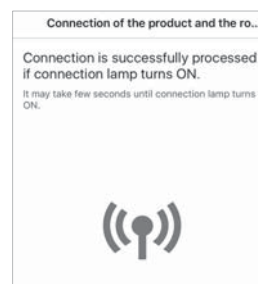 Connection of the product and the ro..
Connection is successfully processed
if connection lamp turns ON.
It may take few seconds until connection lamp turns
ON.